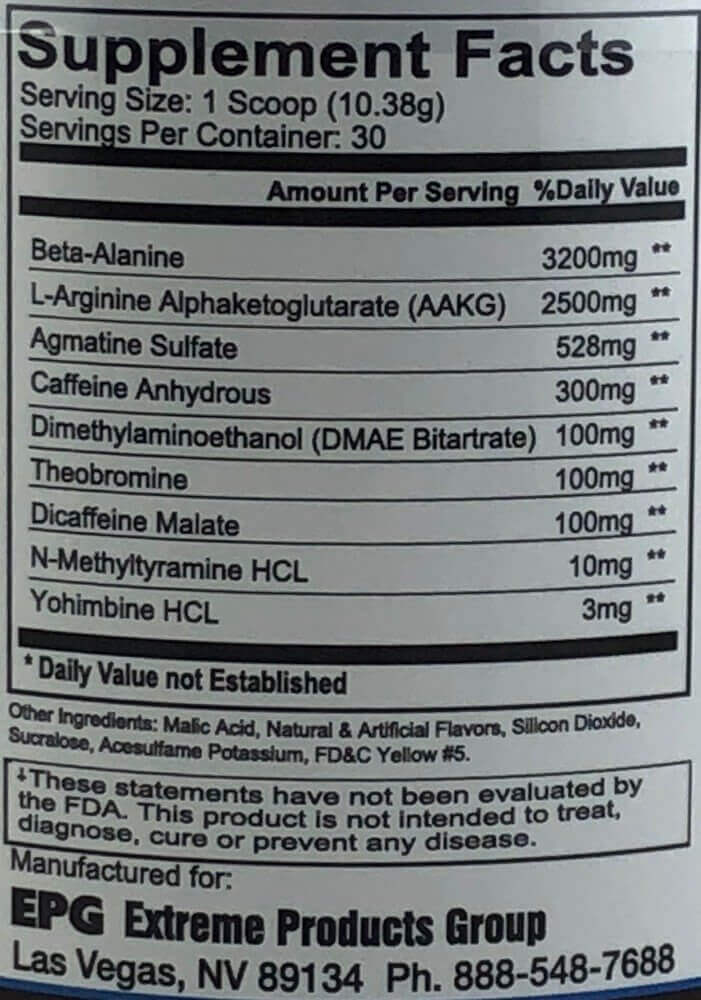 Supplement Facts
Serving Size: 1 Scoop (10.38g)
Servings Per Container: 30
Amount Per Serving %Daily Value
Beta-Alanine 3200mg **
L-Arginine Alphaketoglutarate (AAKG) 2500mg **
Agmatine Sulfate 528mg **
Caffeine Anhydrous 300mg **
Dimethylaminoethanol (DMAE Bitartrate) 100mg **
Theobromine 100mg **
Dicaffeine Malate 100mg **
N-Methyltyramine HCL 10mg **
Yohimbine HCL 3mg **
* Daily Value not Established
Other Ingredients: Malic Acid, Natural & Artificial Flavors, Silicon Dioxide,
Sucralose, Acesulfame Potassium, FD&C Yellow #5.
‡These statements have not been evaluated by
the FDA. This product is not intended to treat,
diagnose, cure or prevent any disease.
Manufactured for:
EPG Extreme Products Group
Las Vegas, NV 89134 Ph. 888-548-7688